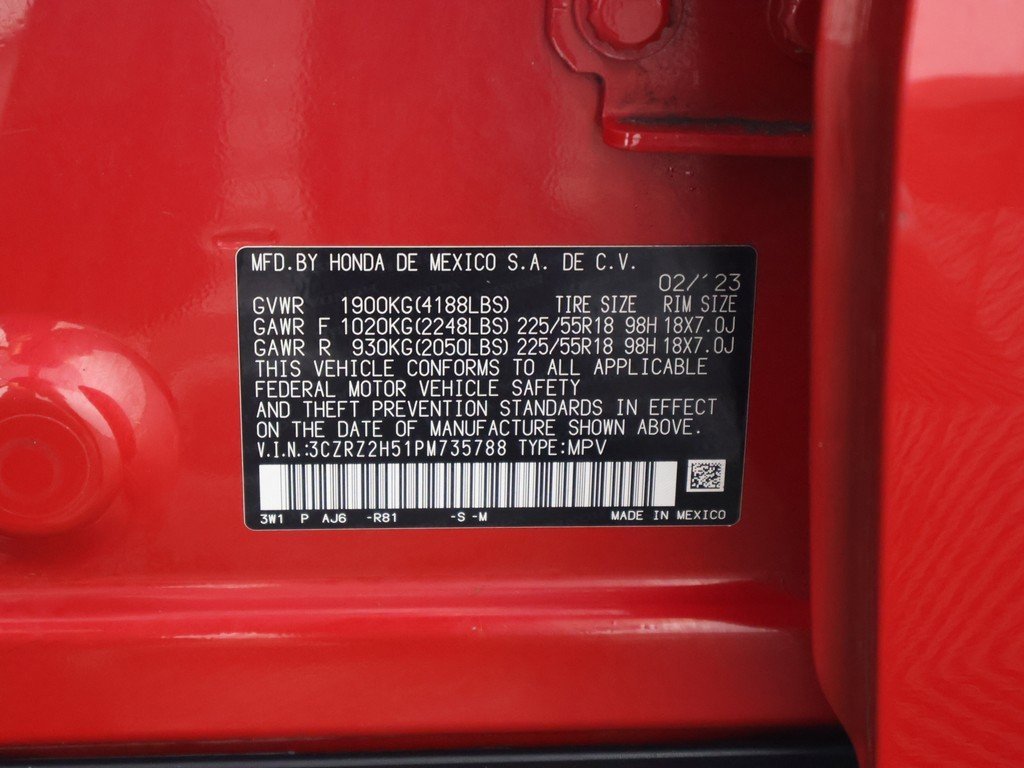 MFD.BY HONDA DE MEXICO S.A. DE C.V.
02/'23
GVWR 1900KG(4188LBS) TIRE SIZE RIM SIZE
GAWR F 1020KG(2248LBS) 225/55R18 98H 18X7.0J
GAWR R 930KG(2050LBS) 225/55R18 98H 18X7.0J
THIS VEHICLE CONFORMS TO ALL APPLICABLE
FEDERAL MOTOR VEHICLE SAFETY
AND THEFT PREVENTION STANDARDS IN EFFECT
ON THE DATE OF MANUFACTURE SHOWN ABOVE.
V.I.N.:3CZRZ2H51PM735788 TYPE:MPV
3W1 P AJ6 -R81 -S -M MADE IN MEXICO